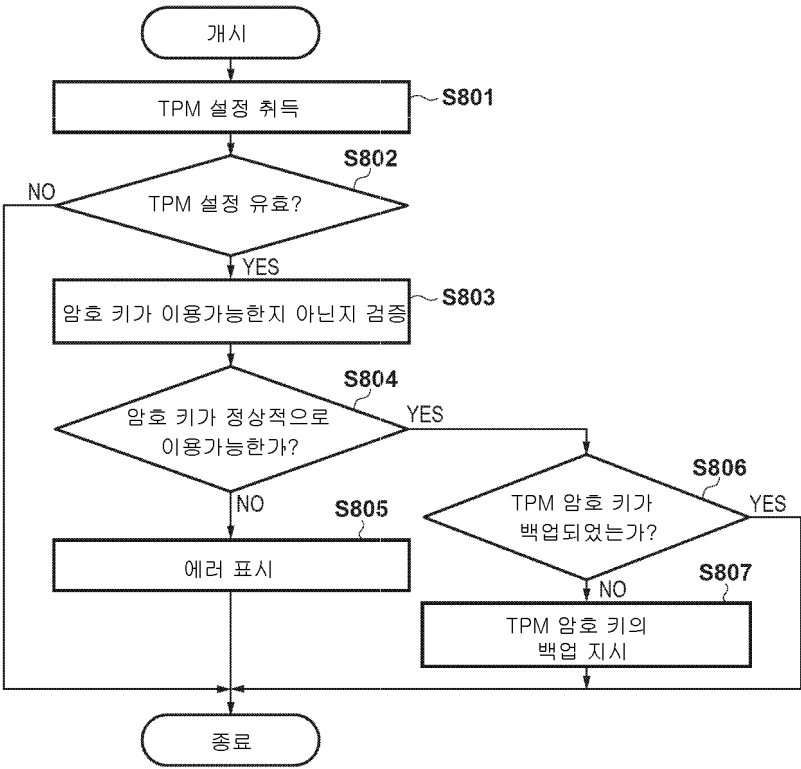 개시
TPM 설정 취득
S801
S802
TPM 설정 유효?
NO
YES
암호 키가 이용가능한지 아닌지 검증
S803
S804
암호 키가 정상적으로
이용가능한가?
YES
NO
S805
에러 표시
S806
TPM 암호 키가
백업되었는가?
YES
NO
S807
TPM 암호 키의
백업 지시
종료